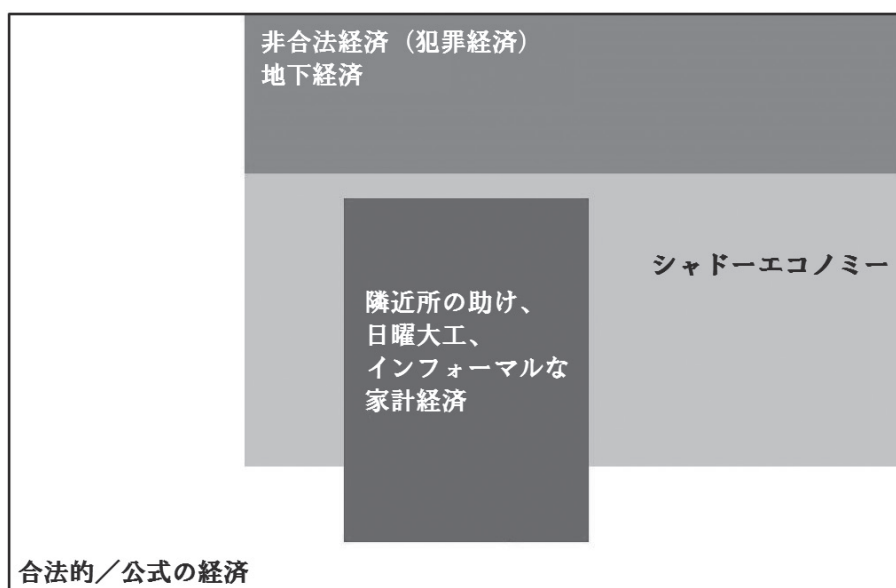 非合法経済（犯罪経済）
地下経済
シャドーエコノミー
隣近所の助け、
日曜大工、
インフォーマルな
家計経済
合法的／公式の経済